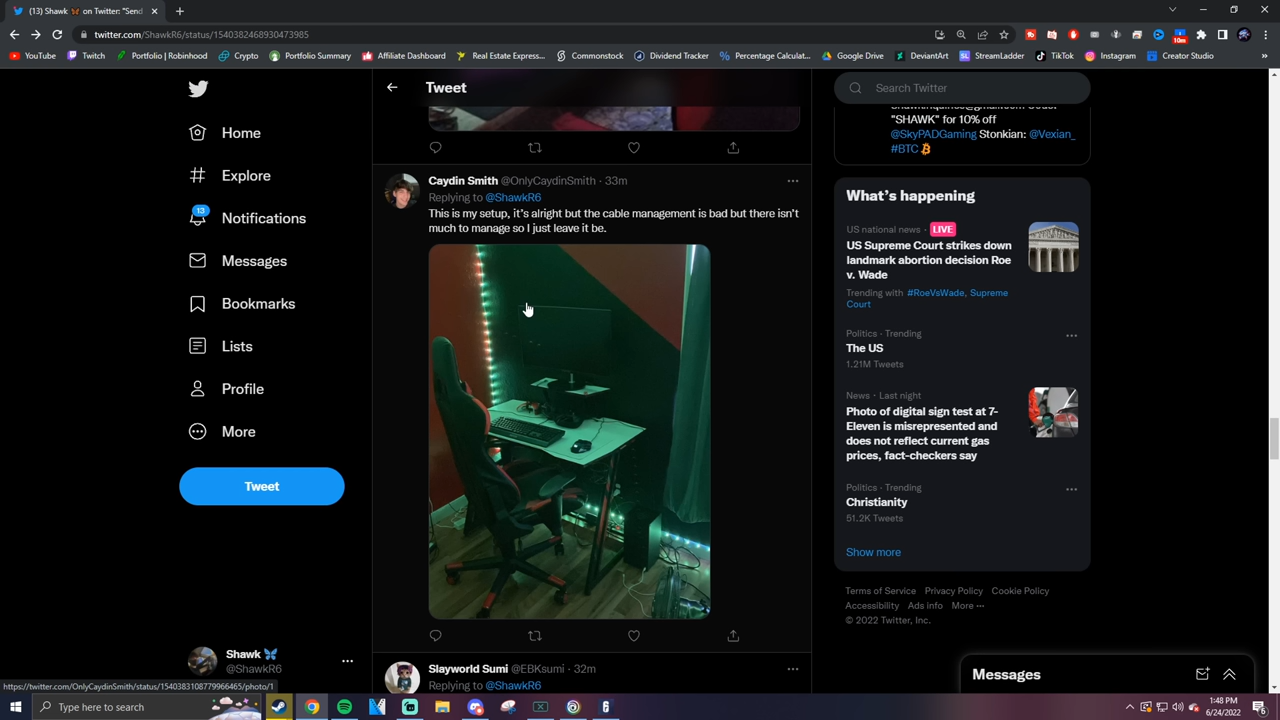 (13) Shawk 🦋 on Twitter: "Send
twitter.com/ShawkR6/status/1540382468930473985
YouTube
Twitch
Portfolio | Robinhood
Crypto
Portfolio Summary
Affiliate Dashboard
Real Estate Express...
Commonstock
Dividend Tracker
Percentage Calculat...
Google Drive
DeviantArt
StreamLadder
TikTok
Instagram
Creator Studio
10m
Home
Explore
13
Notifications
Messages
Bookmarks
Lists
Profile
More
Tweet
Shawk 🦋
@ShawkR6
https://twitter.com/OnlyCaydinSmith/status/1540383108779966465/photo/1
Tweet
Caydin Smith @OnlyCaydinSmith · 33m
Replying to @ShawkR6
This is my setup, it's alright but the cable management is bad but there isn't
much to manage so I just leave it be.
Slayworld Sumi @EBKsumi · 32m
Replying to @ShawkR6
Search Twitter
"SHAWK" for 10% off
@SkyPADGaming Stonkian: @Vexian_
#BTC
What's happening
US national news · LIVE
US Supreme Court strikes down
landmark abortion decision Roe
v. Wade
Trending with #RoeVsWade, Supreme
Court
Politics · Trending
The US
1.21M Tweets
News · Last night
Photo of digital sign test at 7-
Eleven is misrepresented and
does not reflect current gas
prices, fact-checkers say
Politics · Trending
Christianity
51.2K Tweets
Show more
Terms of Service Privacy Policy Cookie Policy
Accessibility Ads info More ···
© 2022 Twitter, Inc.
Messages
Type here to search
1:48 PM
6/24/2022